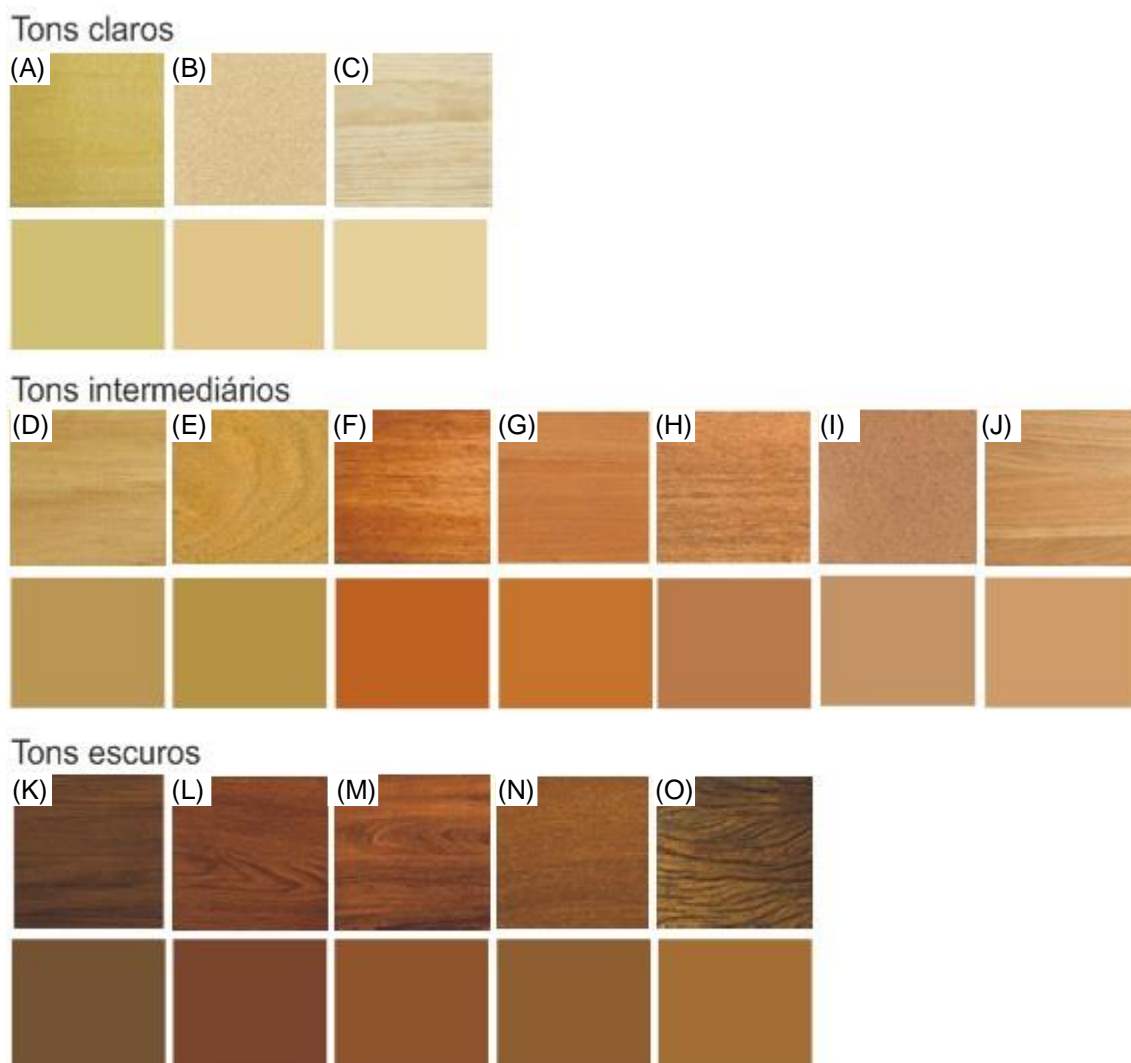 Tons claros
(A) (B) (C)
Tons intermediários
(D) (E) (F) (G) (H) (I) (J)
Tons escuros
(K) (L) (M) (N) (O)